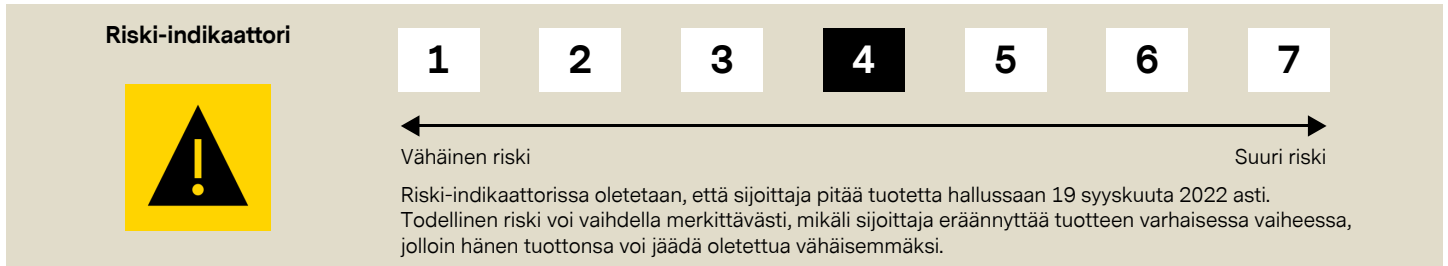 Riski-indikaattori
1 2 3 4 5 6 7
Vähäinen riski Suuri riski
Riski-indikaattorissa oletetaan, että sijoittaja pitää tuotetta hallussaan 19 syyskuuta 2022 asti.
Todellinen riski voi vaihdella merkittävästi, mikäli sijoittaja eräännyttää tuotteen varhaisessa vaiheessa,
jolloin hänen tuottonsa voi jäädä oletettua vähäisemmäksi.